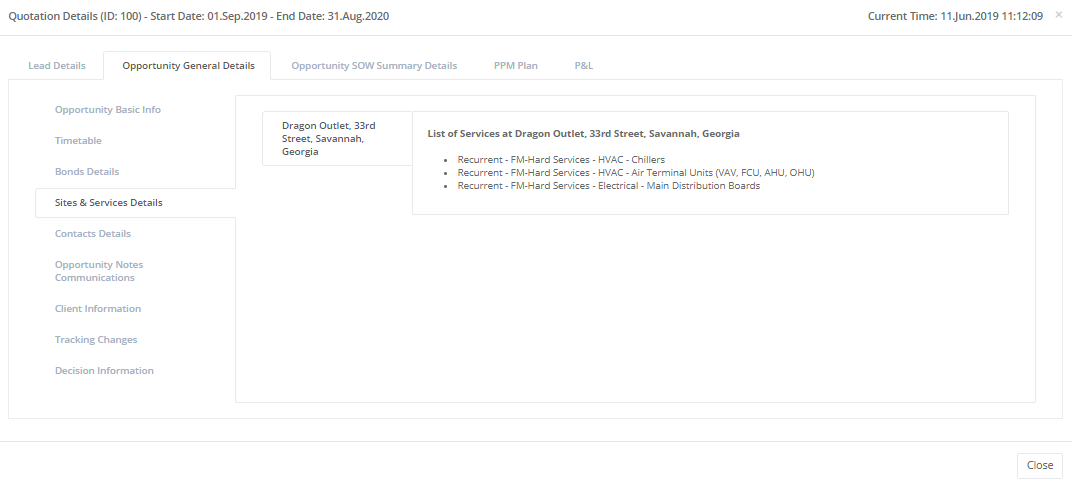 Quotation Details (ID: 100) - Start Date: 01.Sep.2019 - End Date: 31.Aug.2020
Current Time: 11.Jun.2019 11:12:09 ×
Lead Details
Opportunity General Details
Opportunity SOW Summary Details
PPM Plan
P&L
Opportunity Basic Info
Timetable
Bonds Details
Sites & Services Details
Contacts Details
Opportunity Notes
Communications
Client Information
Tracking Changes
Decision Information
Dragon Outlet, 33rd
Street, Savannah,
Georgia
List of Services at Dragon Outlet, 33rd Street, Savannah, Georgia
• Recurrent - FM-Hard Services - HVAC - Chillers
• Recurrent - FM-Hard Services - HVAC - Air Terminal Units (VAV, FCU, AHU, OHU)
• Recurrent - FM-Hard Services - Electrical - Main Distribution Boards
Close